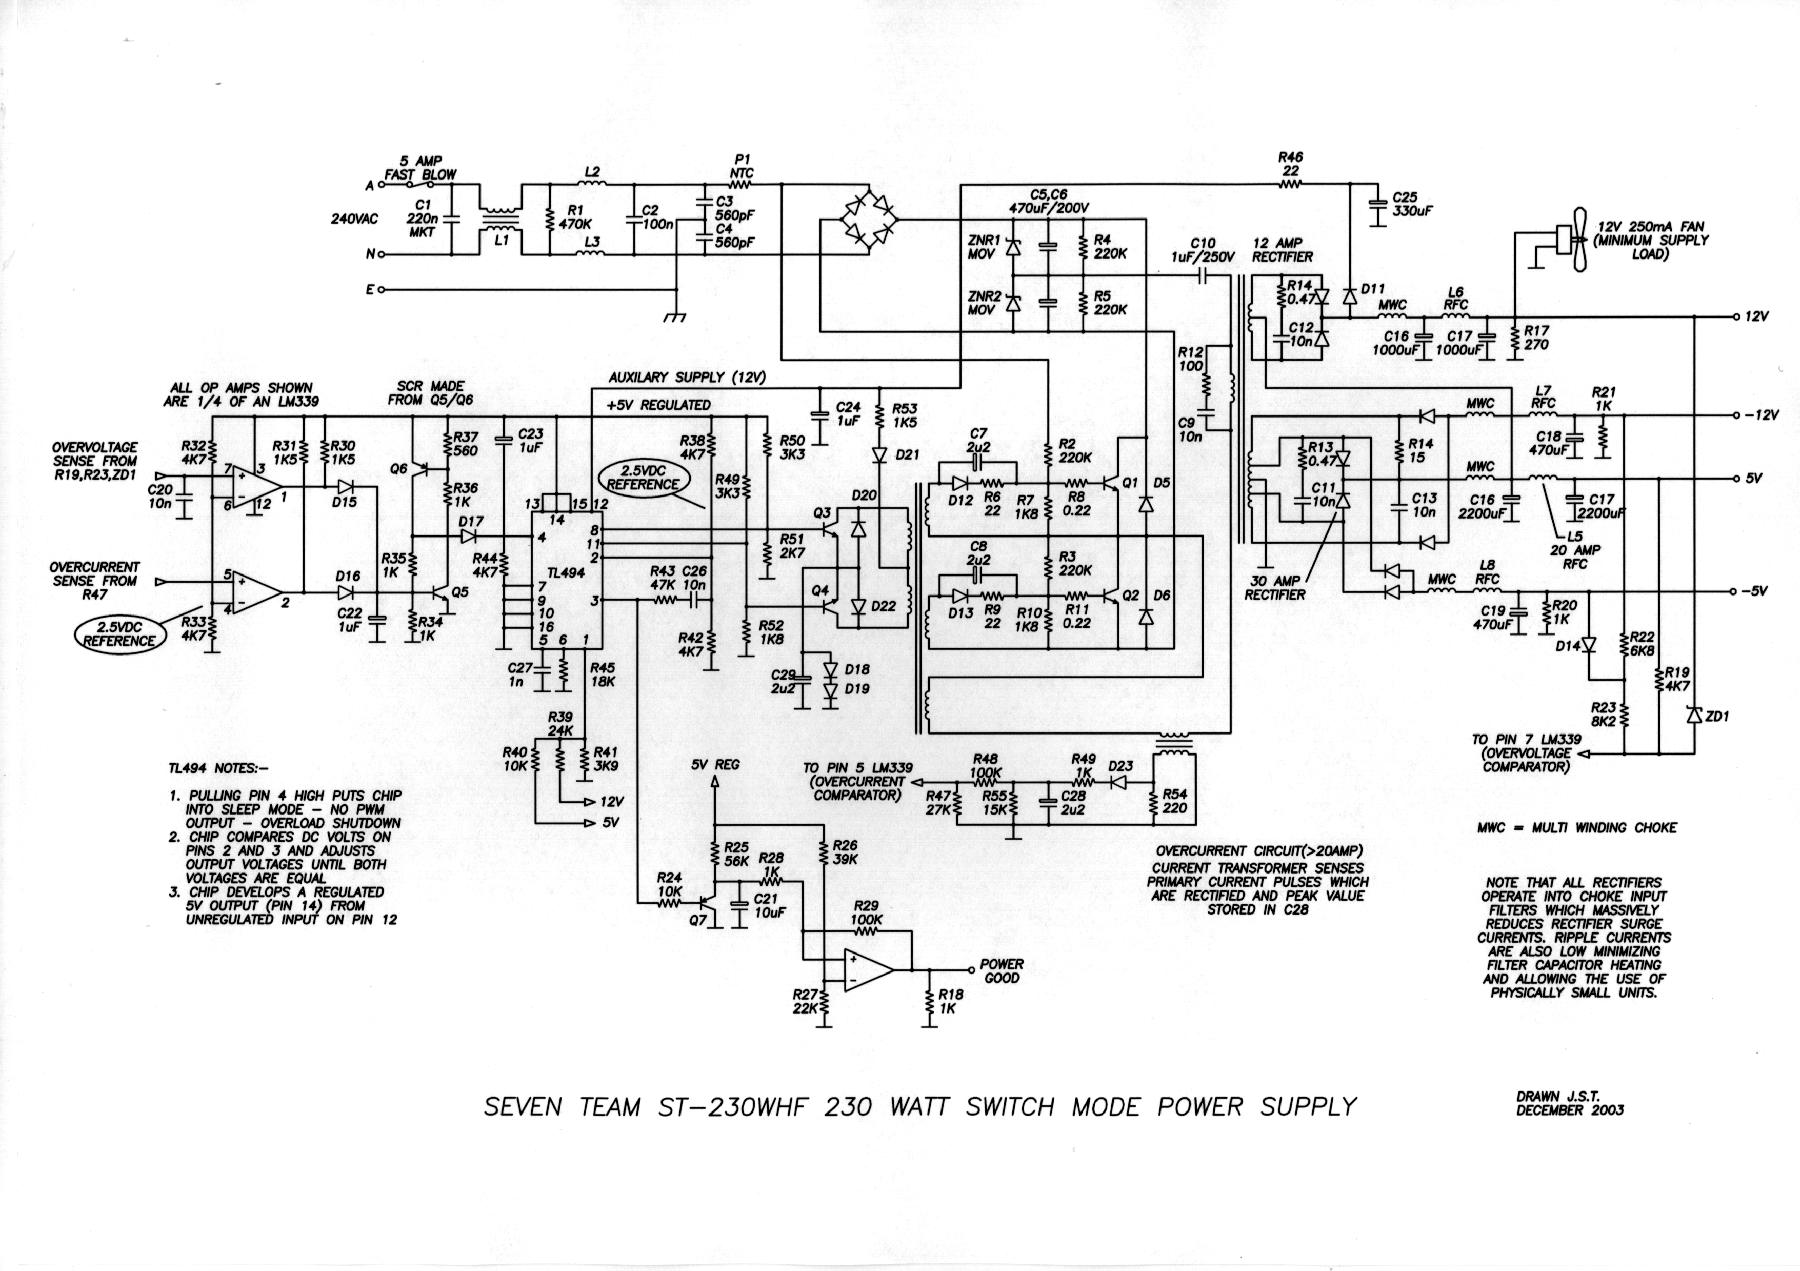 5 AMP
FAST BLOW
A
240VAC
N
E
C1
220n
MKT
L1
L2
R1
470K
L3
C2
100n
P1
NTC
C3
560pF
C4
560pF
C5,C6
470uF/200V
ZNR1
MOV
ZNR2
MOV
R4
220K
R5
220K
C10
1uF/250V
R46
22
C25
330uF
12 AMP
RECTIFIER
R14
0.47
C12
10n
D11
MWC
L6
RFC
C16
1000uF
C17
1000uF
R17
270
12V 250mA FAN
(MINIMUM SUPPLY
LOAD)
12V
R12
100
C9
10n
ALL OP AMPS SHOWN
ARE 1/4 OF AN LM339
SCR MADE
FROM Q5/Q6
AUXILARY SUPPLY (12V)
+5V REGULATED
OVERVOLTAGE
SENSE FROM
R19,R23,ZD1
C20
10n
R32
4K7
7
+
3
-
6
12
1
R31
1K5
R30
1K5
D15
Q6
R37
560
R36
1K
C23
1uF
D17
R35
1K
Q5
R34
1K
OVERCURRENT
SENSE FROM
R47
5
+
4
-
2
2.5VDC
REFERENCE
R33
4K7
D16
C22
1uF
R44
4K7
13
14
15
12
4
8
11
2
TL494
7
9
10
16
3
5
6
1
C27
1n
R45
18K
R38
4K7
2.5VDC
REFERENCE
R49
3K3
R50
3K3
R51
2K7
R43
47K
C26
10n
R42
4K7
R52
1K8
C24
1uF
R53
1K5
D21
Q3
D20
Q4
D22
C29
2u2
D18
D19
C7
2u2
D12
R6
22
R7
1K8
R2
220K
R8
0.22
Q1
D5
C8
2u2
D13
R9
22
R10
1K8
R3
220K
R11
0.22
Q2
D6
R13
0.47
C11
10n
R14
15
C13
10n
30 AMP
RECTIFIER
MWC
L7
RFC
C18
470uF
R21
1K
-12V
MWC
C16
2200uF
C17
2200uF
L5
20 AMP
RFC
5V
MWC
L8
RFC
C19
470uF
R20
1K
-5V
D14
R22
6K8
R23
8K2
R19
4K7
ZD1
TO PIN 7 LM339
(OVERVOLTAGE
COMPARATOR)
R39
24K
R40
10K
R41
3K9
12V
5V
5V REG
R25
56K
R24
10K
Q7
R28
1K
C21
10uF
R26
39K
R29
100K
+
-
R27
22K
R18
1K
POWER
GOOD
TO PIN 5 LM339
(OVERCURRENT
COMPARATOR)
R48
100K
R49
1K
D23
R47
27K
R55
15K
C28
2u2
R54
220
OVERCURRENT CIRCUIT(>20AMP)
CURRENT TRANSFORMER SENSES
PRIMARY CURRENT PULSES WHICH
ARE RECTIFIED AND PEAK VALUE
STORED IN C28
TL494 NOTES:-
1. PULLING PIN 4 HIGH PUTS CHIP
INTO SLEEP MODE - NO PWM
OUTPUT - OVERLOAD SHUTDOWN
2. CHIP COMPARES DC VOLTS ON
PINS 2 AND 3 AND ADJUSTS
OUTPUT VOLTAGES UNTIL BOTH
VOLTAGES ARE EQUAL
3. CHIP DEVELOPS A REGULATED
5V OUTPUT (PIN 14) FROM
UNREGULATED INPUT ON PIN 12
MWC = MULTI WINDING CHOKE
NOTE THAT ALL RECTIFIERS
OPERATE INTO CHOKE INPUT
FILTERS WHICH MASSIVELY
REDUCES RECTIFIER SURGE
CURRENTS. RIPPLE CURRENTS
ARE ALSO LOW MINIMIZING
FILTER CAPACITOR HEATING
AND ALLOWING THE USE OF
PHYSICALLY SMALL UNITS.
SEVEN TEAM ST-230WHF 230 WATT SWITCH MODE POWER SUPPLY
DRAWN J.S.T.
DECEMBER 2003